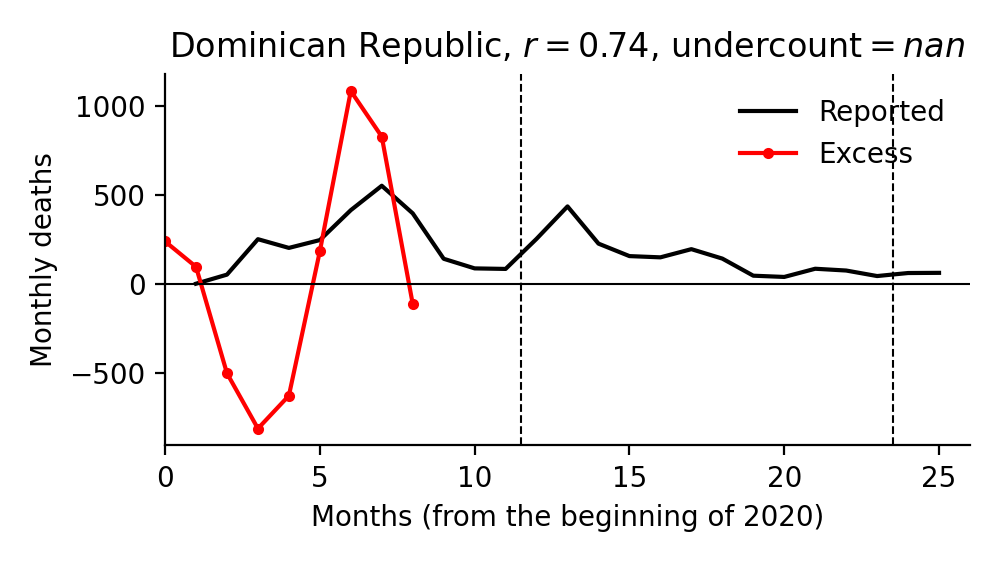 Dominican Republic, r = 0.74, undercount = nan
Monthly deaths
1000
500
0
−500
Reported
Excess
0 5 10 15 20 25
Months (from the beginning of 2020)